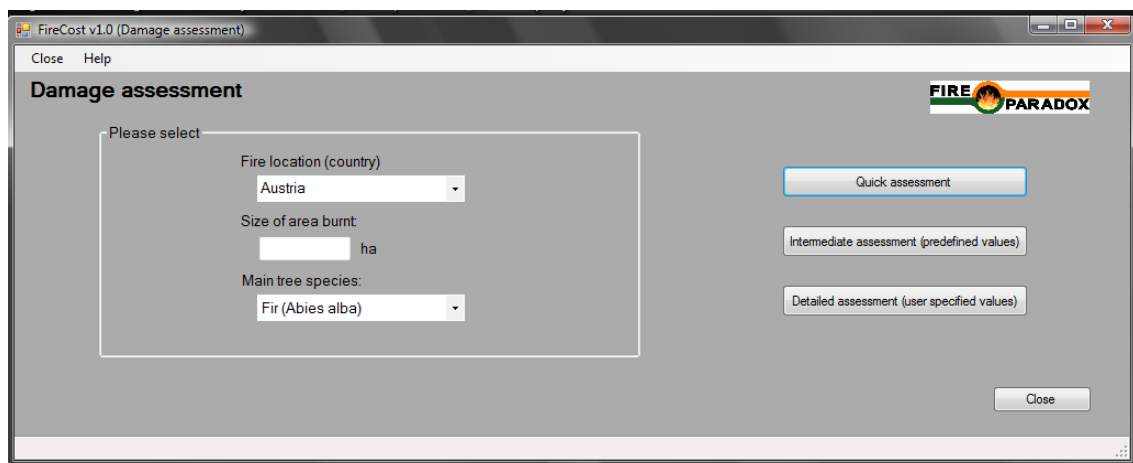 FireCost v1.0 (Damage assessment)
Close Help
Damage assessment
FIRE
PARADOX
Please select
Fire location (country)
Austria
Size of area burnt:
ha
Main tree species:
Fir (Abies alba)
Quick assessment
Intermediate assessment (predefined values)
Detailed assessment (user specified values)
Close